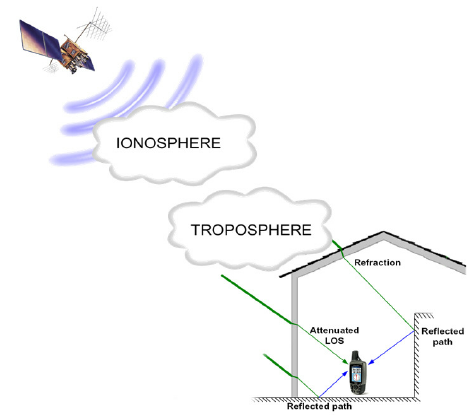 IONOSPHERE
TROPOSPHERE
Refraction
Attenuated
LOS
Reflected
path
Reflected path